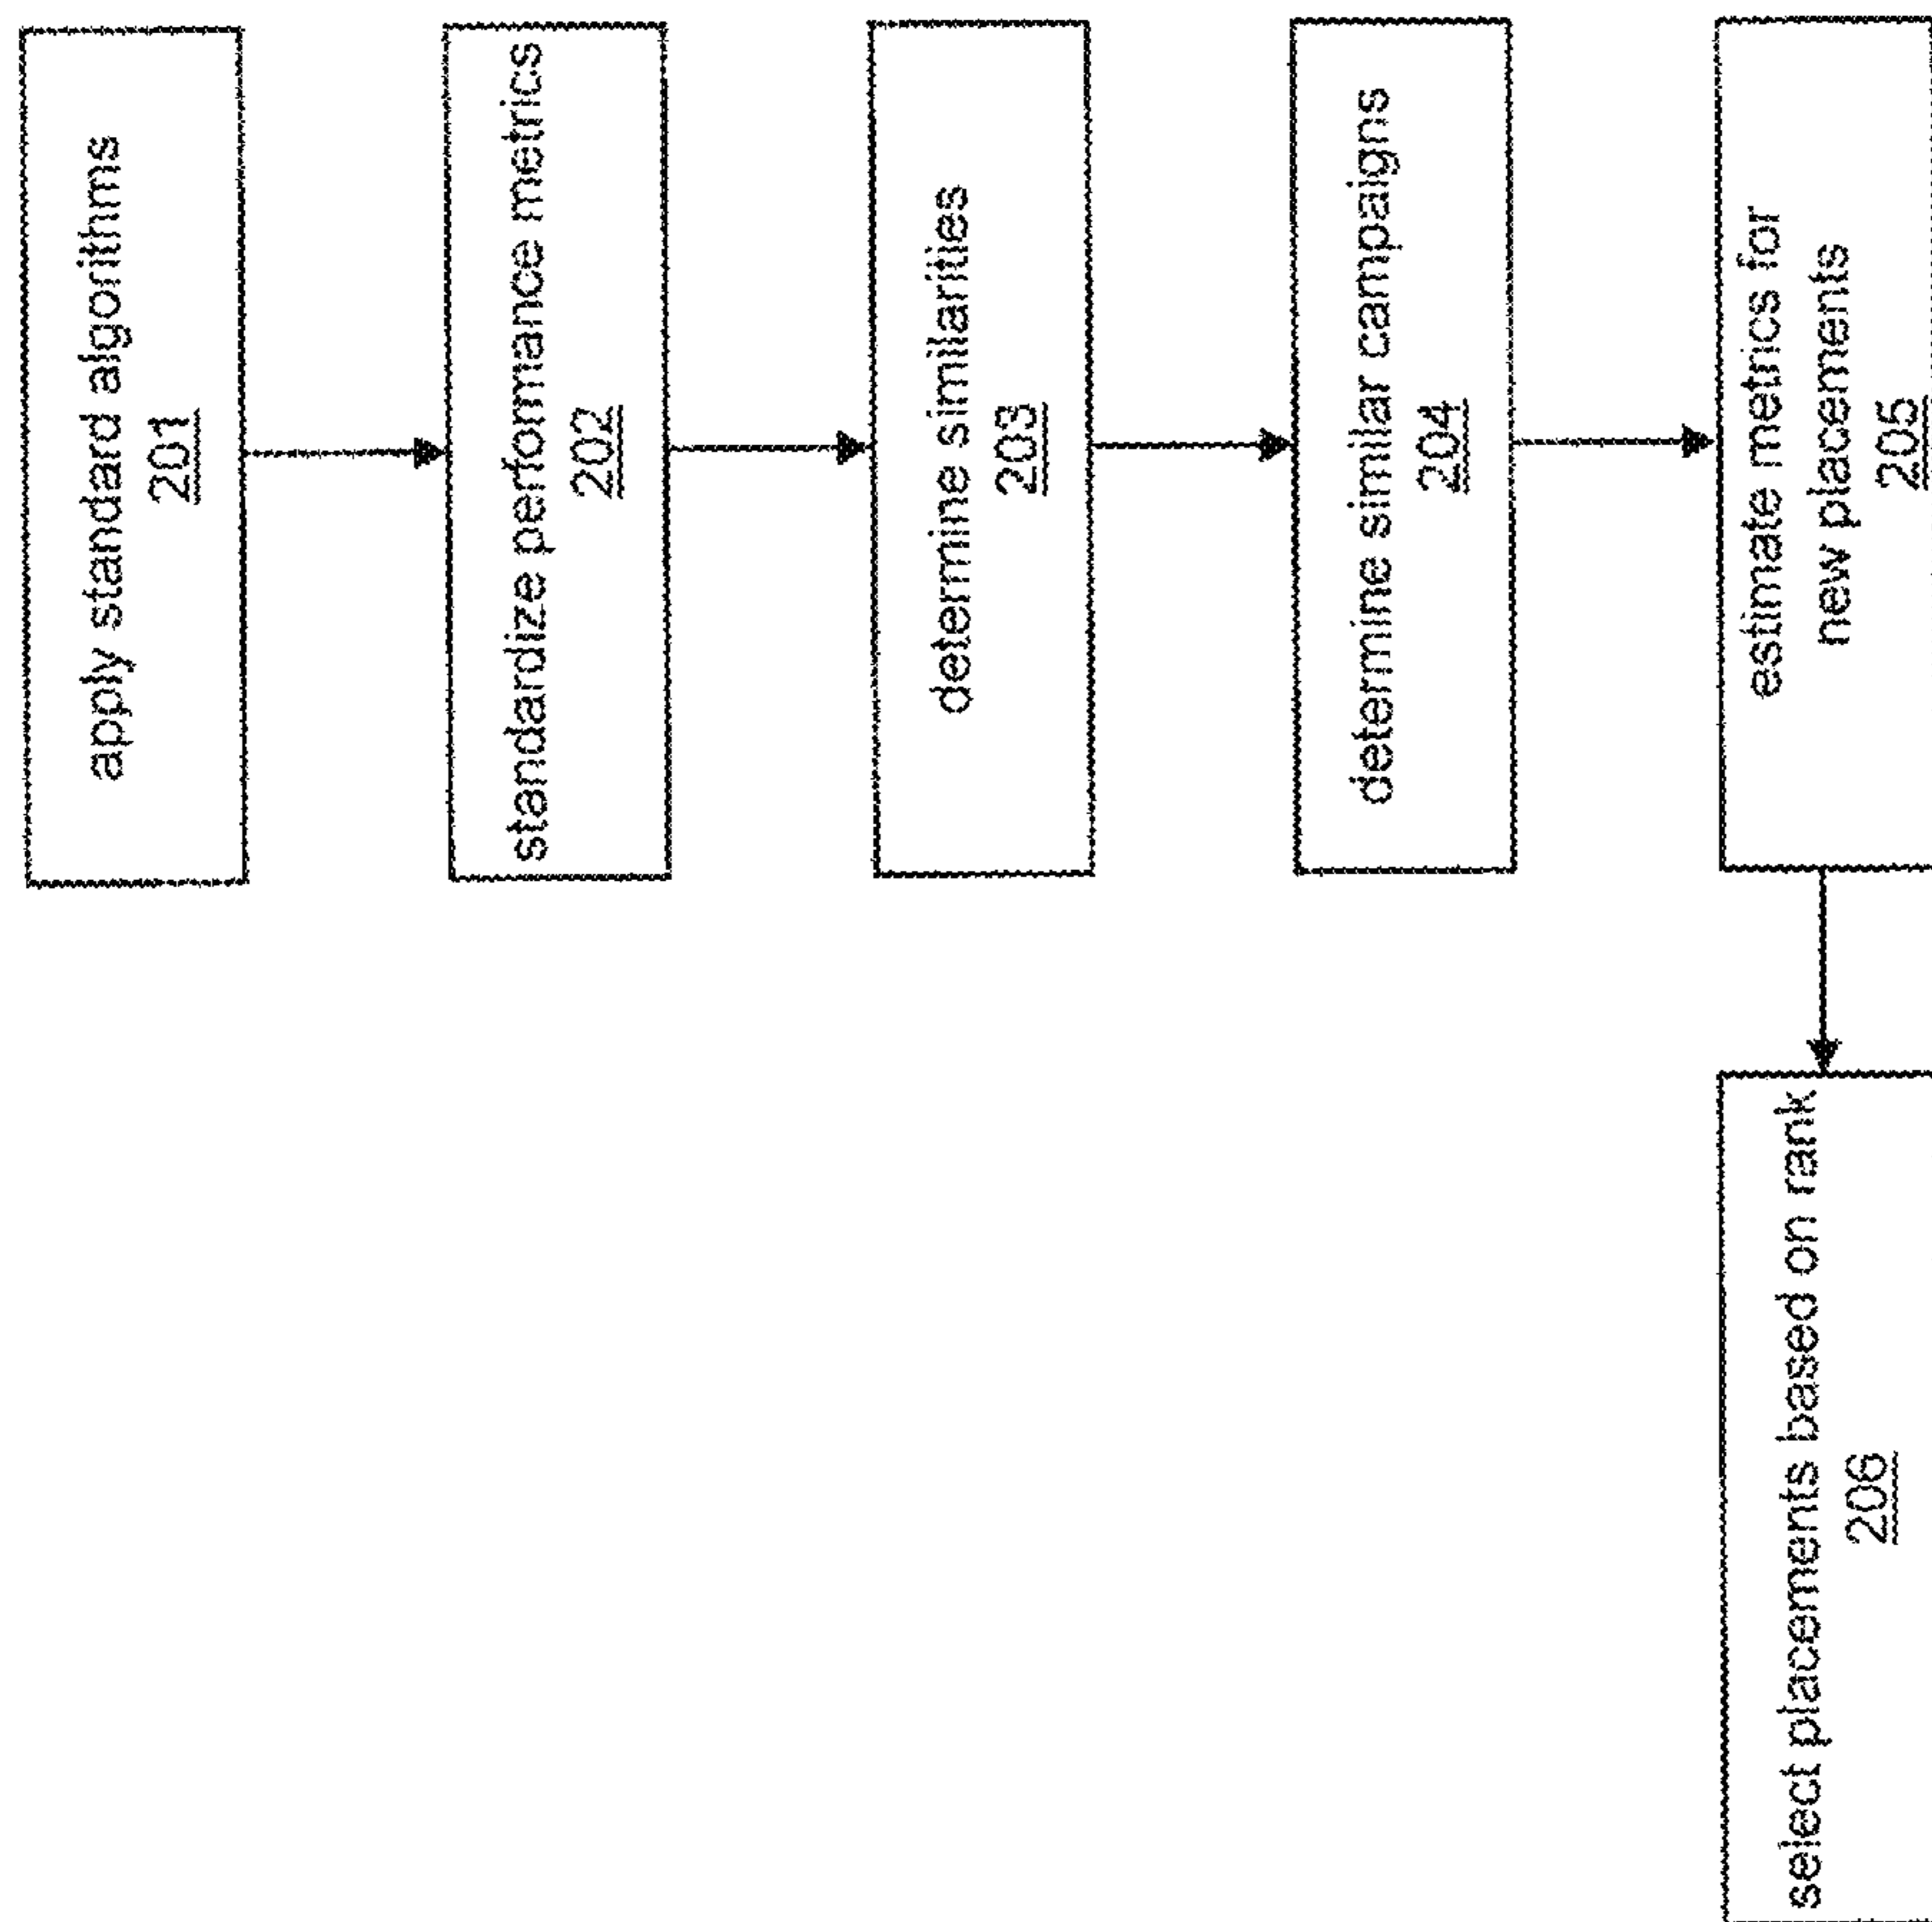 apply standard algorithms
201
standardize performance metrics
202
determine similarities
203
determine similar campaigns
204
estimate metrics for
new placements
205
select placements based on rank
206